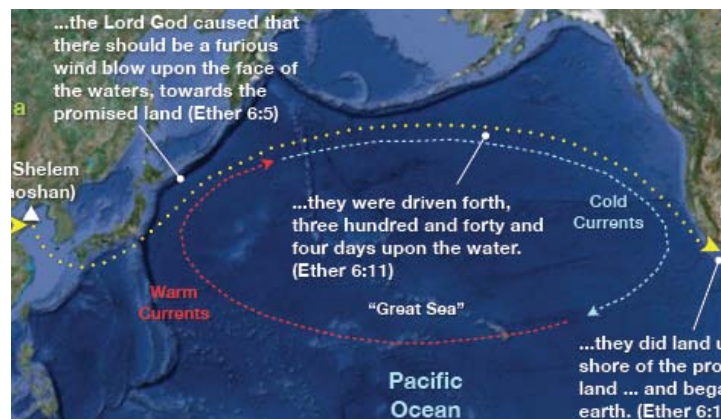 ...the Lord God caused that
there should be a furious
wind blow upon the face of
the waters, towards the
promised land (Ether 6:5)
a
Shelem
oshan)
...they were driven forth,
three hundred and forty and
four days upon the water.
(Ether 6:11)
Cold
Currents
Warm
Currents
"Great Sea"
Pacific
Ocean
...they did land u
shore of the pro
land ... and bega
earth. (Ether 6:1